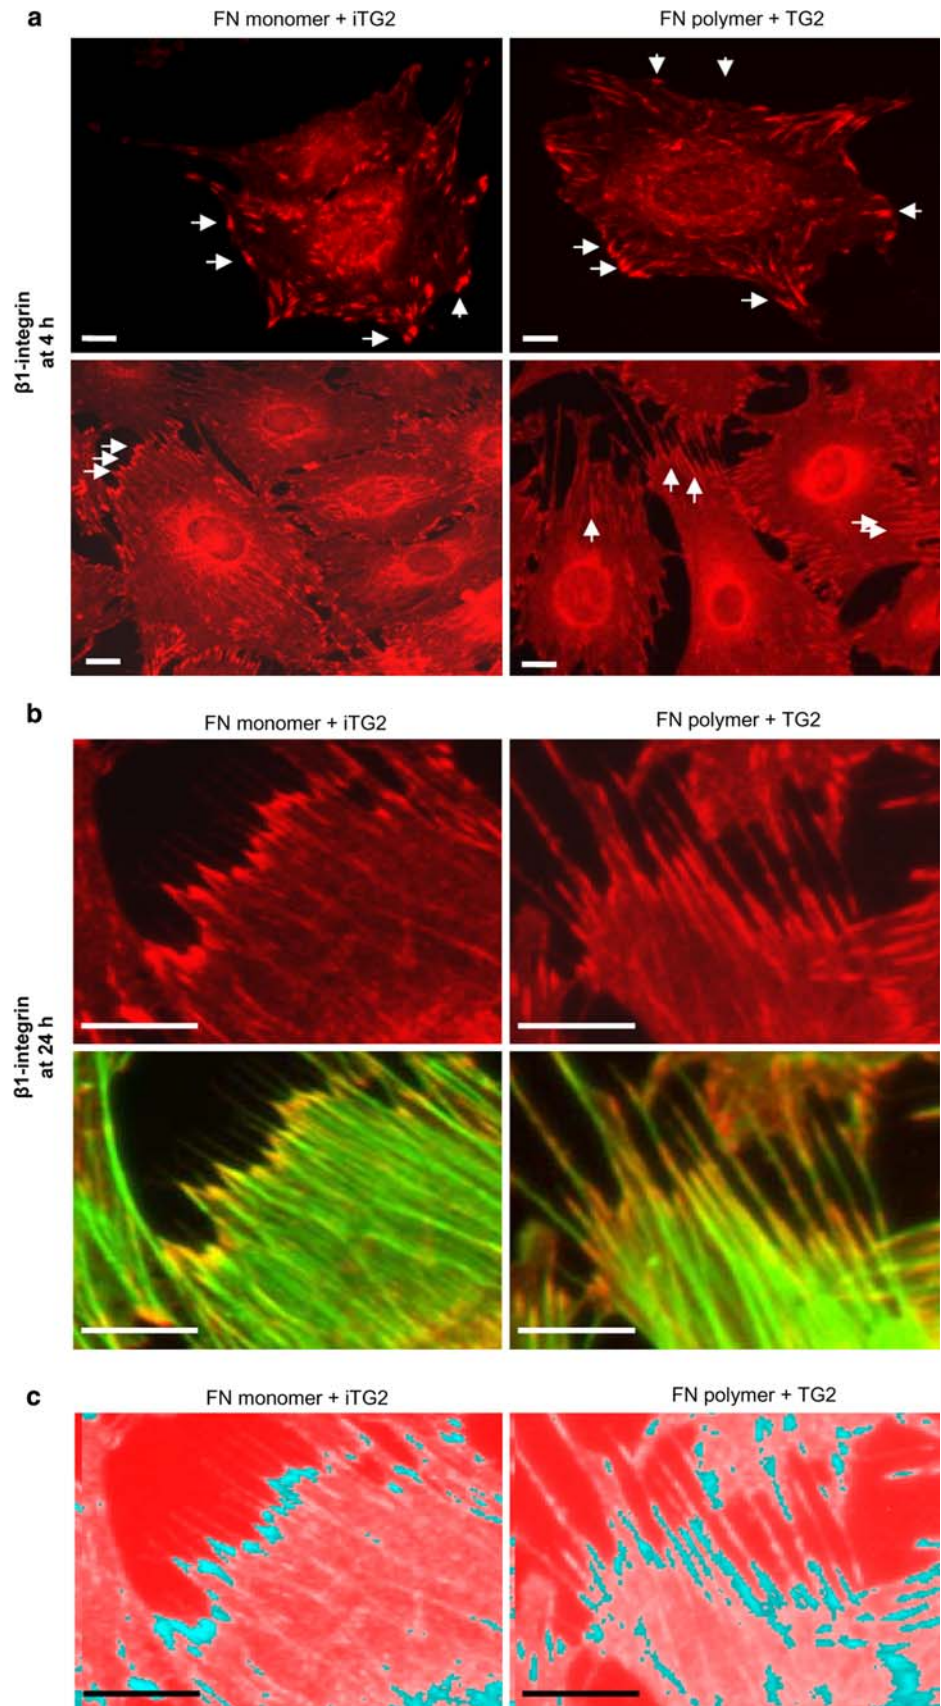 a
FN monomer + iTG2
FN polymer + TG2
β1-integrin
at 4 h
b
FN monomer + iTG2
FN polymer + TG2
β1-integrin
at 24 h
c
FN monomer + iTG2
FN polymer + TG2